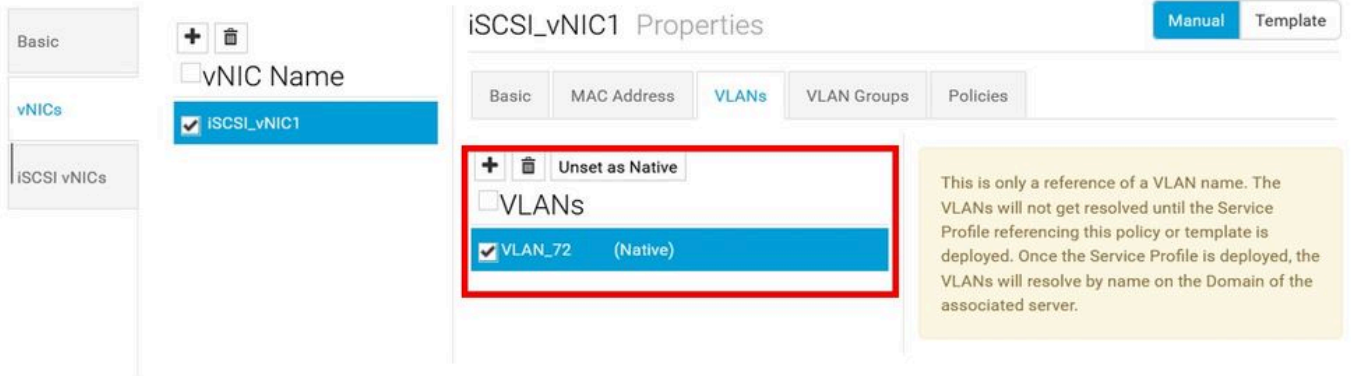 Basic
vNICs
iSCSI vNICs
vNIC Name
iSCSI_vNIC1
iSCSI_vNIC1 Properties
Manual Template
Basic MAC Address VLANs VLAN Groups Policies
Unset as Native
VLANs
VLAN_72 (Native)
This is only a reference of a VLAN name. The
VLANs will not get resolved until the Service
Profile referencing this policy or template is
deployed. Once the Service Profile is deployed, the
VLANs will resolve by name on the Domain of the
associated server.